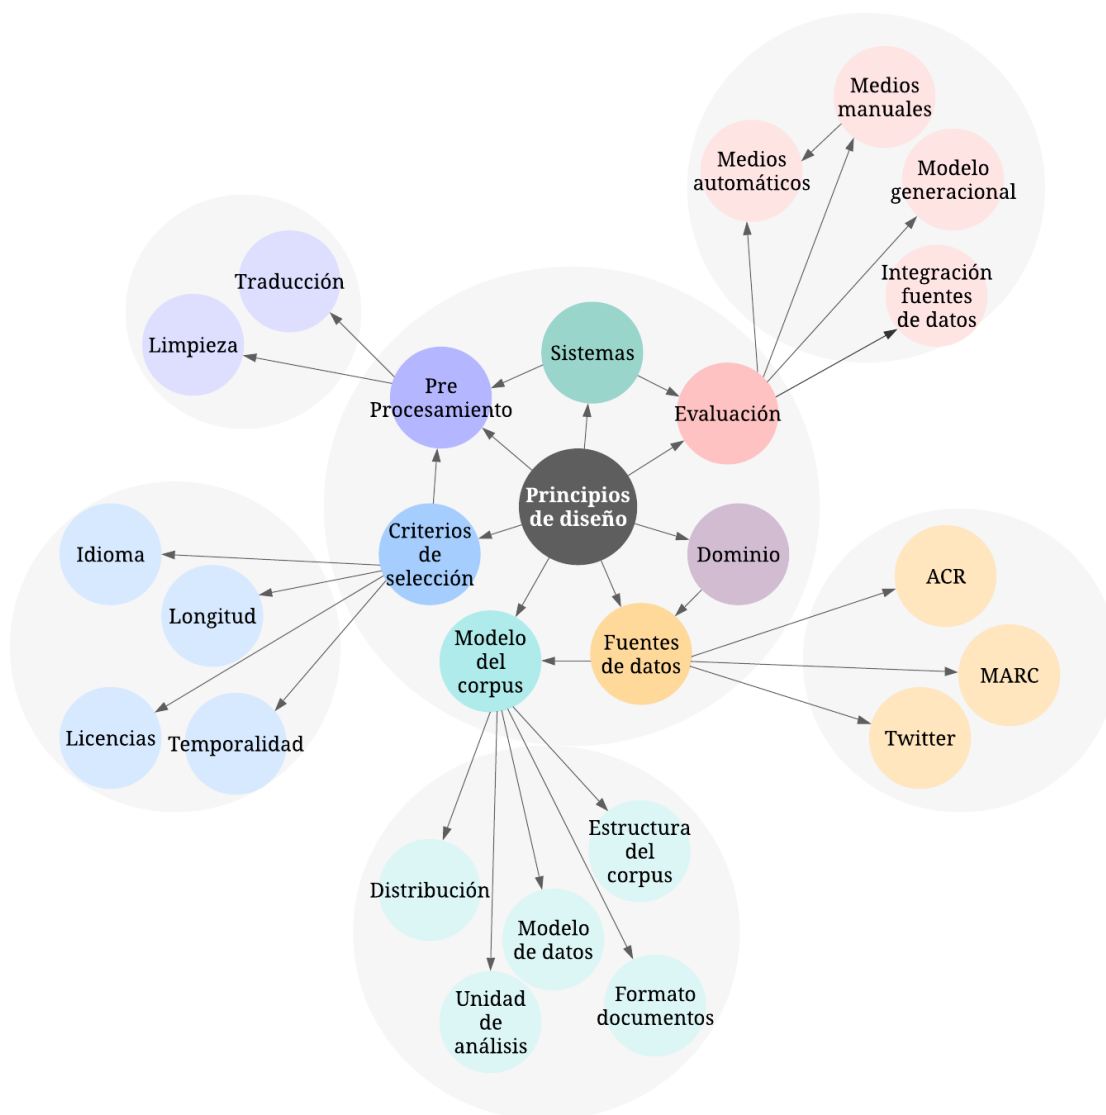 Medios
manuales
Medios
automáticos
Modelo
generacional
Integración
fuentes
de datos
Traducción
Limpieza
Sistemas
Pre
Procesamiento
Evaluación
Principios
de diseño
Criterios
de
selección
Dominio
Idioma
Longitud
Licencias
Temporalidad
Modelo
del
corpus
Fuentes
de datos
ACR
MARC
Twitter
Estructura
del
corpus
Distribución
Modelo
de datos
Unidad
de
análisis
Formato
documentos